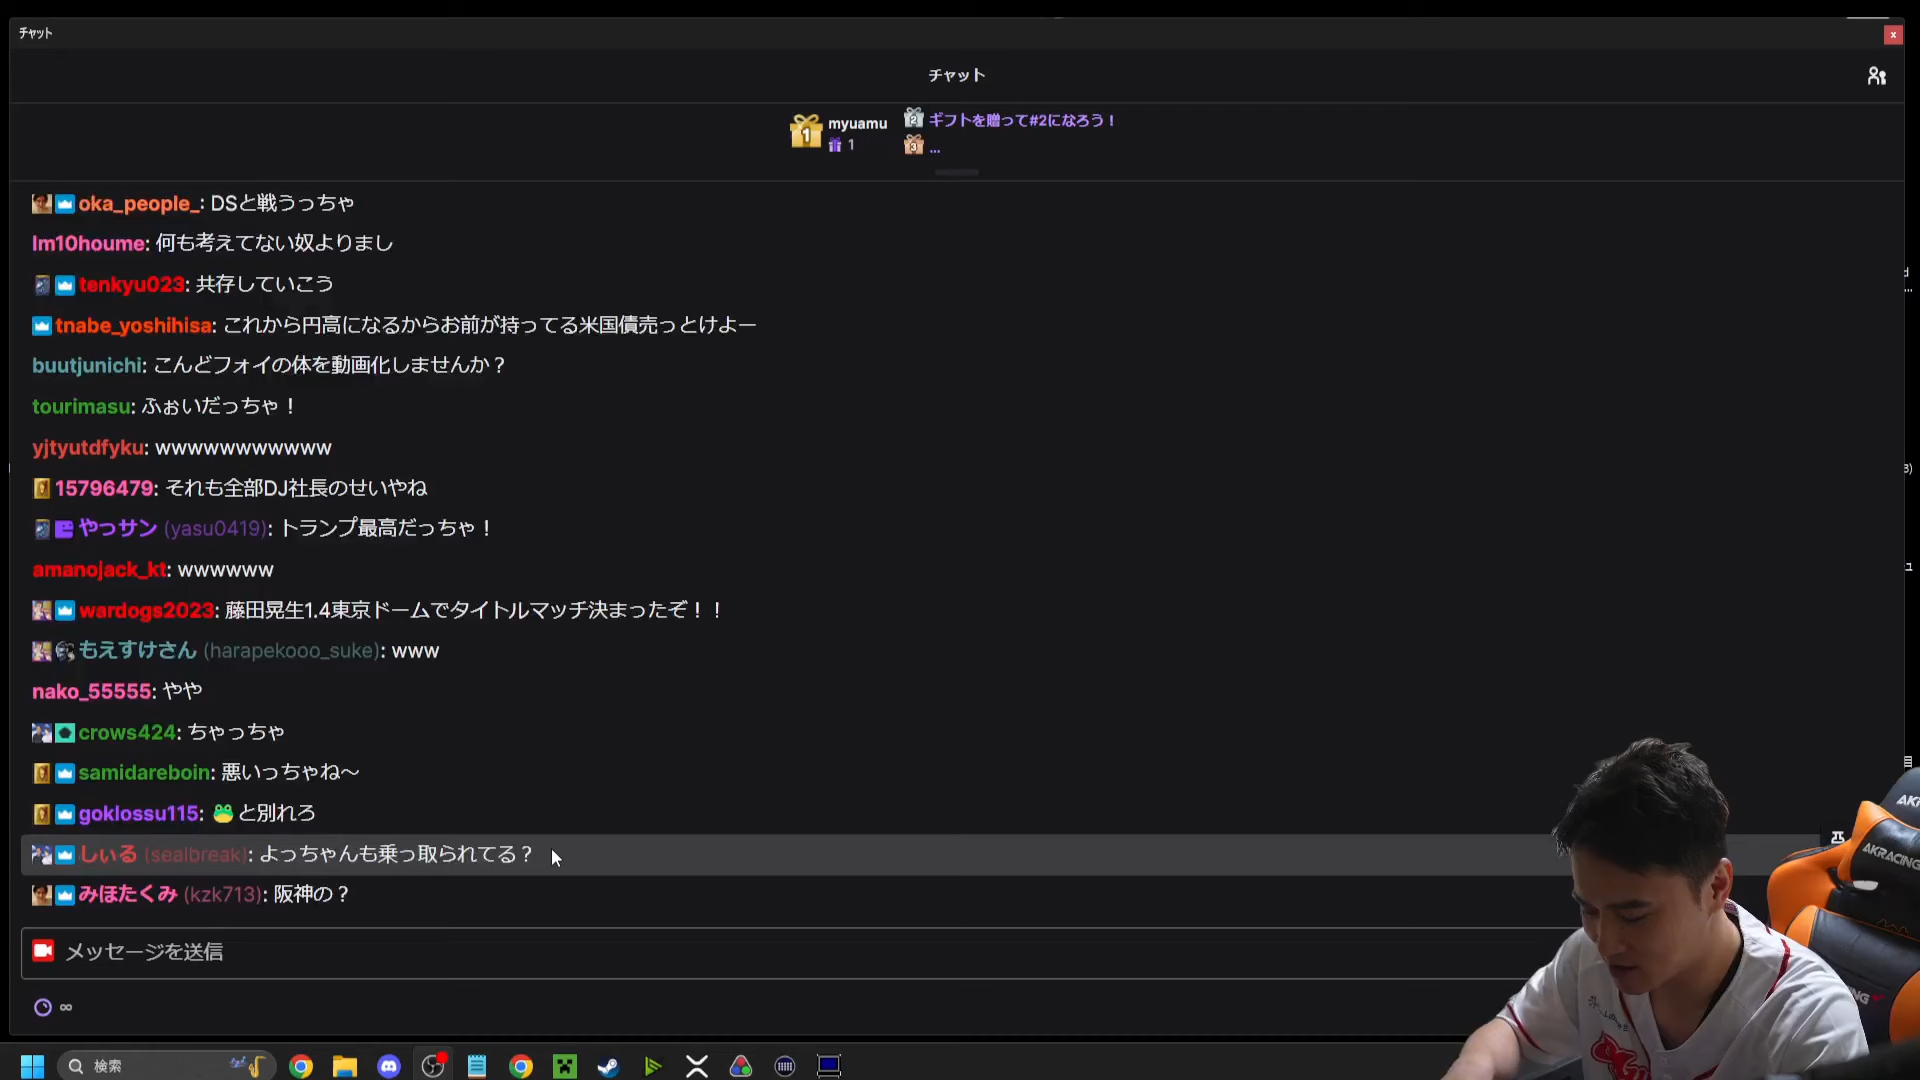 チャット
チャット
myuamu
1
ギフトを贈って#2になろう！
...
oka_people_: DSと戦うっちゃ
lm10houme: 何も考えてない奴よりまし
tenkyu023: 共存していこう
tnabe_yoshihisa: これから円高になるからお前が持ってる米国債売っとけよー
buutjunichi: こんどフォイの体を動画化しませんか？
tourimasu: ふぉいだっちゃ！
yjtyutdfyku: wwwwwwwwwww
15796479: それも全部DJ社長のせいやね
やっサン (yasu0419): トランプ最高だっちゃ！
amanojack_kt: wwwwww
wardogs2023: 藤田晃生1.4東京ドームでタイトルマッチ決まったぞ！！
もえすけさん (harapekooo_suke): www
nako_55555: やや
crows424: ちゃっちゃ
samidareboin: 悪いっちゃね～
goklossu115: 🐸と別れろ
しぃる (sealbreak): よっちゃんも乗っ取られてる？
みほたくみ (kzk713): 阪神の？
メッセージを送信
∞
検索
AKRACING